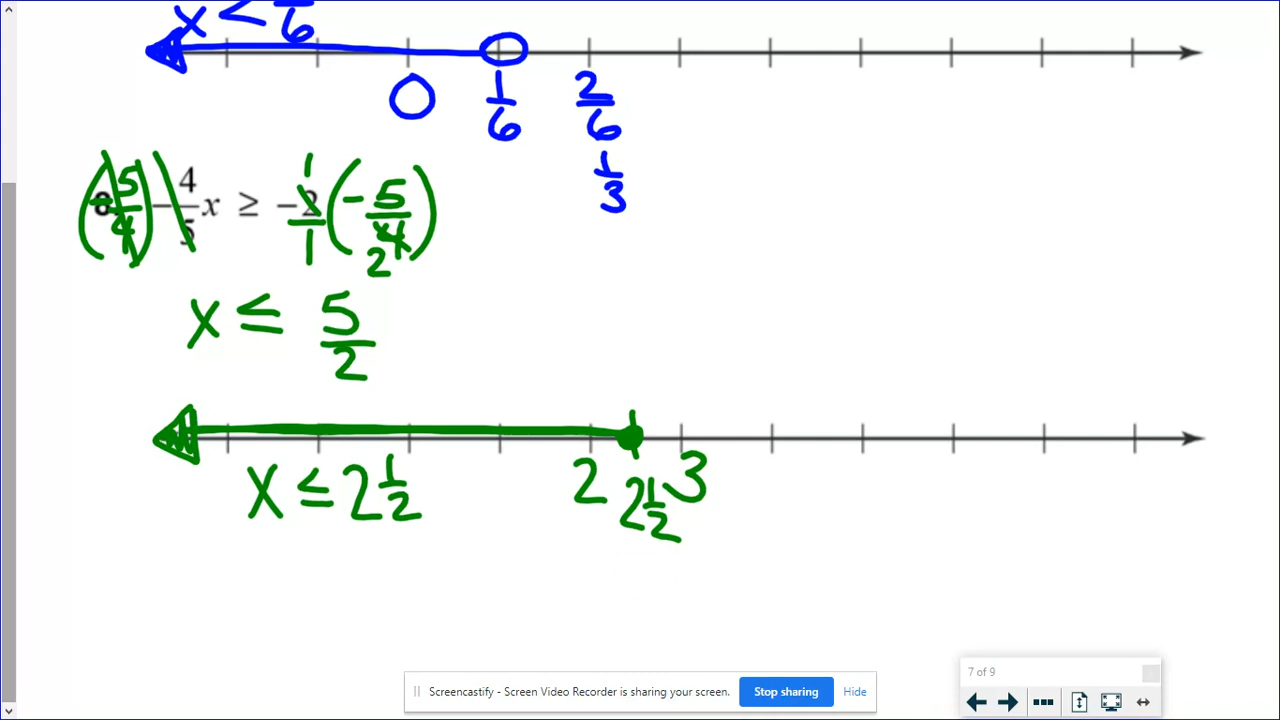 x < 1/6
0 1/6 2/6
1/3
(-5/4) -4/5 x ≥ -2/1 (-5/4)
1
2
x ≤ 5/2
2 2 1/2 3
x ≤ 2 1/2
7 of 9
Screencastify - Screen Video Recorder is sharing your screen. Stop sharing Hide